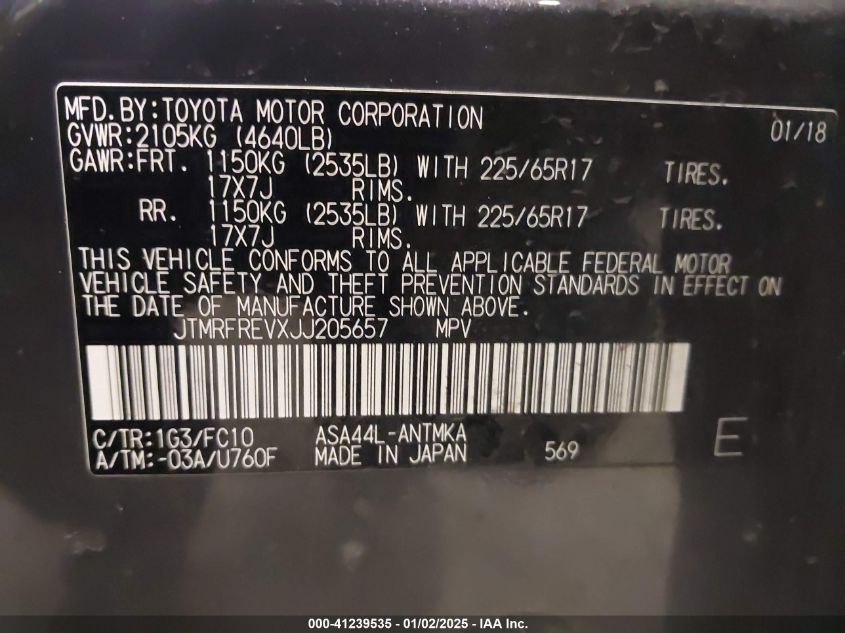 MFD. BY: TOYOTA MOTOR CORPORATION 01/18
GVWR: 2105KG (4640LB)
GAWR: FRT. 1150KG (2535LB) WITH 225/65R17 TIRES.
17X7J RIMS.
RR. 1150KG (2535LB) WITH 225/65R17 TIRES.
17X7J RIMS.
THIS VEHICLE CONFORMS TO ALL APPLICABLE FEDERAL MOTOR
VEHICLE SAFETY AND THEFT PREVENTION STANDARDS IN EFFECT ON
THE DATE OF MANUFACTURE SHOWN ABOVE.
JTMRFREVXJJ205657 MPV
C/TR: 1G3/FC10 ASA44L-ANTMKA
A/TM: -03A/U760F MADE IN JAPAN 569 E
000-41239535 - 01/02/2025 - IAA Inc.